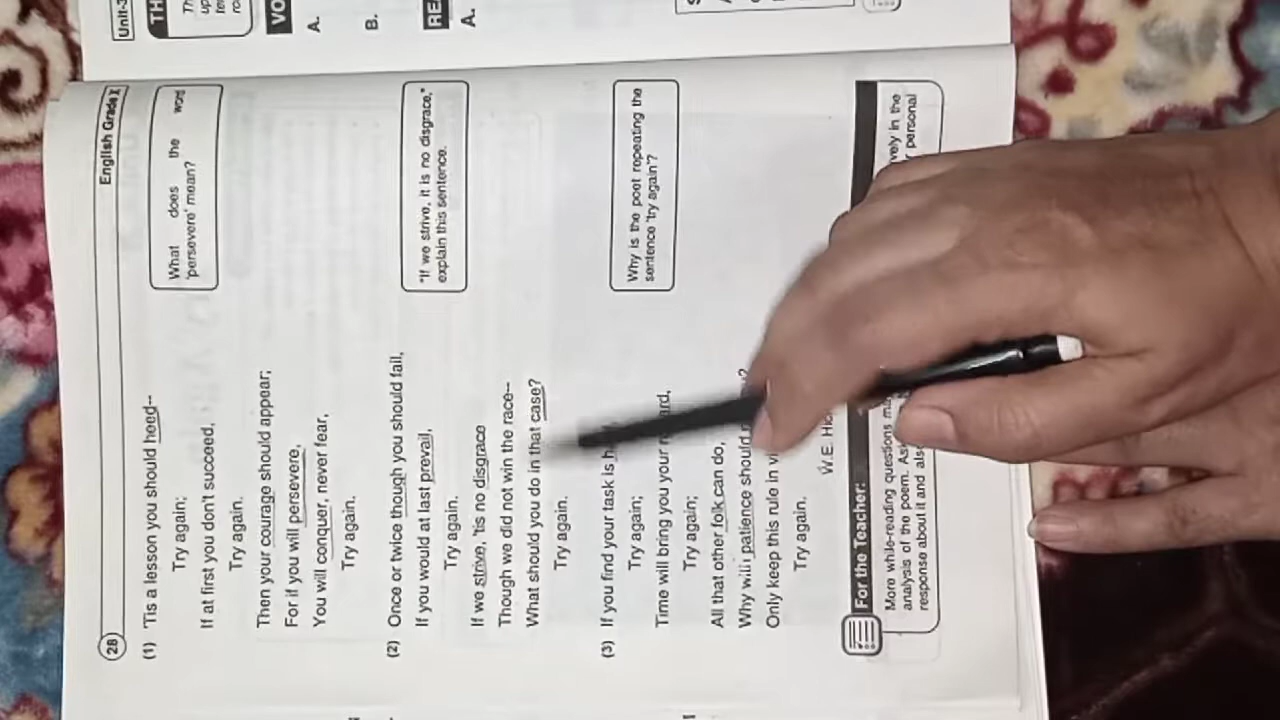 28
English Grade X
(1) 'Tis a lesson you should heed--
Try again;
If at first you don't succeed,
Try again.
Then your courage should appear;
For if you will persevere,
You will conquer, never fear,
Try again.
What does the word
'persevere' mean?
(2) Once or twice though you should fail,
If you would at last prevail,
Try again.
If we strive, 'tis no disgrace
Though we did not win the race--
What should you do in that case?
Try again.
"If we strive, it is no disgrace,"
explain this sentence.
(3) If you find your task is
Try again;
Time will bring you your
Try again;
All that other folk can do,
Why with patience should
Only keep this rule in
Try again.
Why is the poet repeating the
sentence 'try again'?
W.E.
For the Teacher:
More while-reading questions in the
analysis of the poem. personal
response about it and
Unit-3
A.
B.
A.